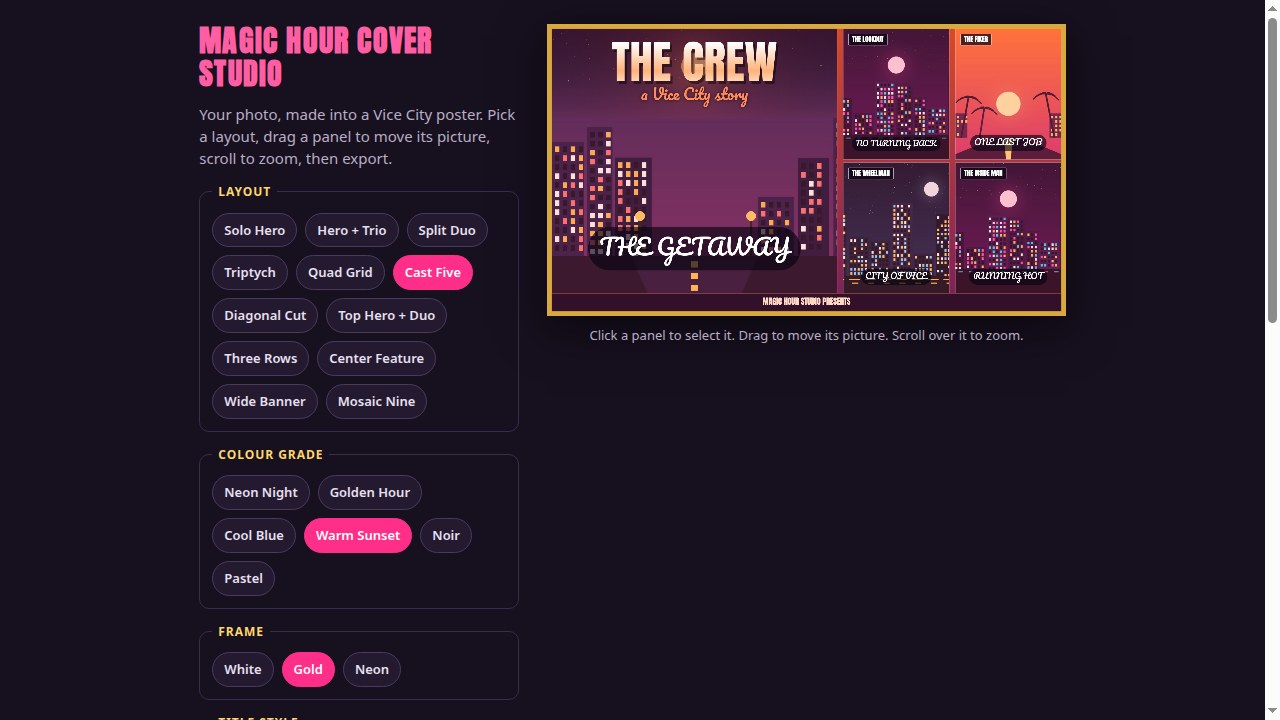 MAGIC HOUR COVER
STUDIO
Your photo, made into a Vice City poster. Pick
a layout, drag a panel to move its picture,
scroll to zoom, then export.
LAYOUT
Solo Hero
Hero + Trio
Split Duo
Triptych
Quad Grid
Cast Five
Diagonal Cut
Top Hero + Duo
Three Rows
Center Feature
Wide Banner
Mosaic Nine
COLOUR GRADE
Neon Night
Golden Hour
Cool Blue
Warm Sunset
Noir
Pastel
FRAME
White
Gold
Neon
TITLE STYLE
THE CREW
a Vice City story
THE GETAWAY
THE LOOKOUT
NO TURNING BACK
THE FIXER
ONE LAST JOB
THE WHEELMAN
CITY OF VICE
THE INSIDE MAN
RUNNING HOT
MAGIC HOUR STUDIO PRESENTS
Click a panel to select it. Drag to move its picture. Scroll over it to zoom.